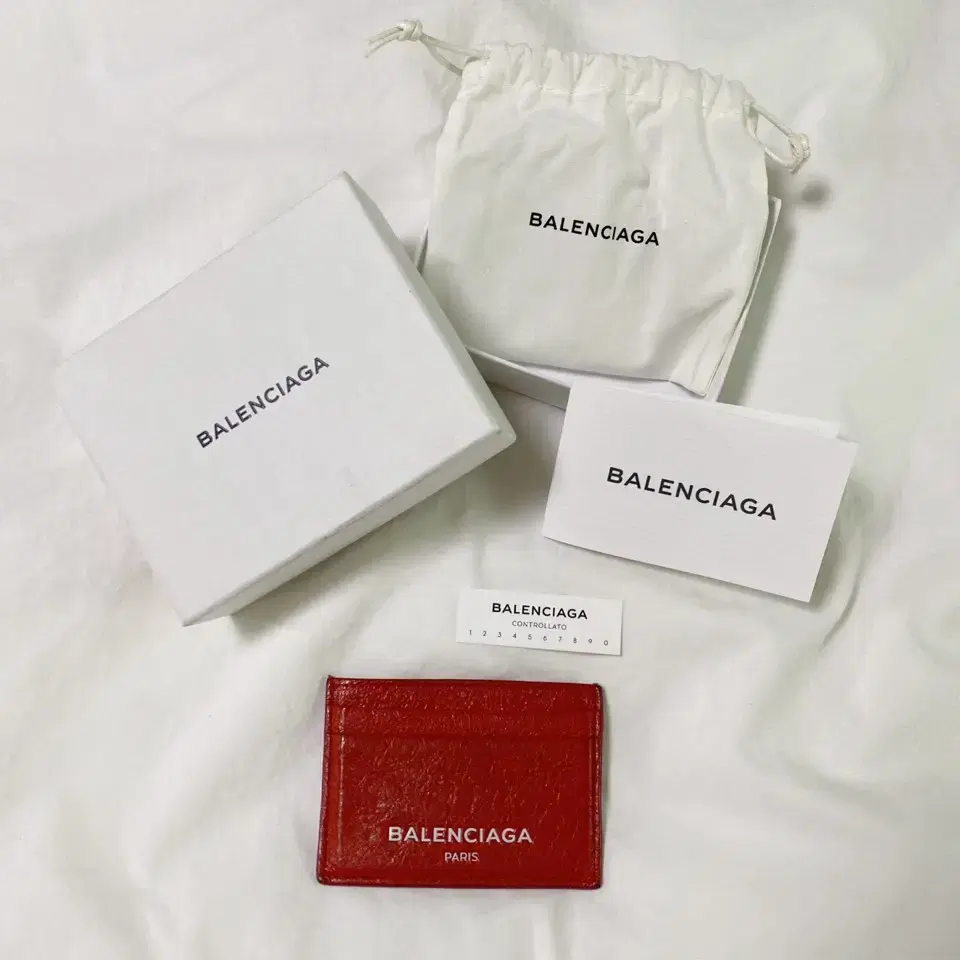 BALENCIAGA
BALENCIAGA
BALENCIAGA
BALENCIAGA
CONTROLLATO
1 2 3 4 5 6 7 8 9 0
BALENCIAGA
PARIS